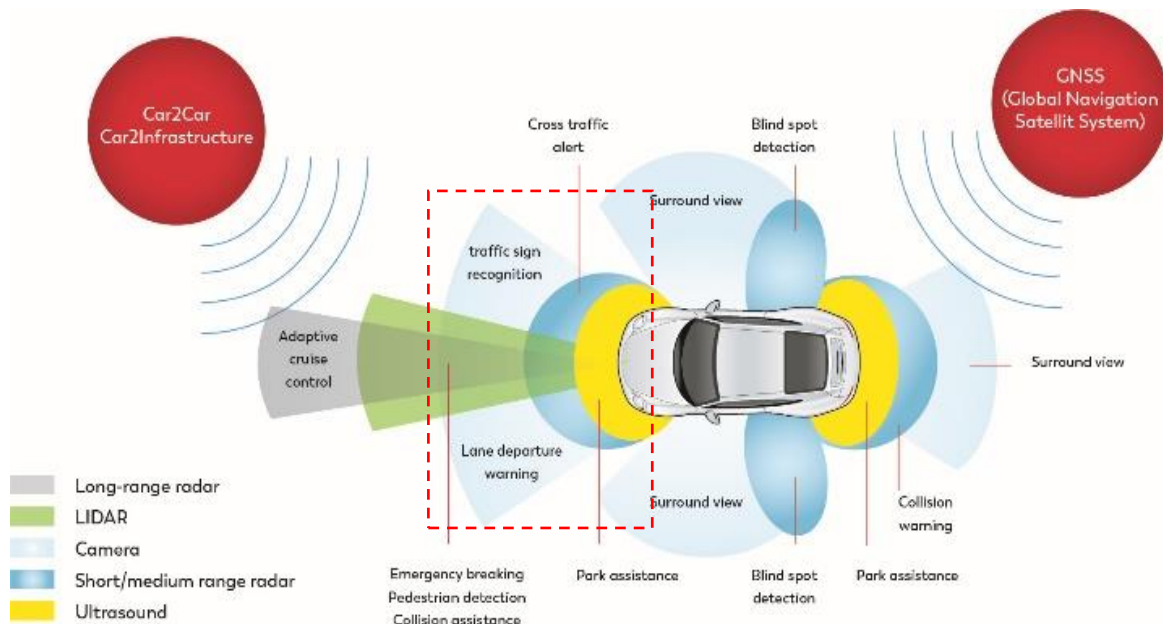 Car2Car
Car2Infrastructure
GNSS
(Global Navigation
Satellit System)
Cross traffic
alert
Blind spot
detection
Surround view
traffic sign
recognition
Adaptive
cruise
control
Surround view
Lane departure
warning
Surround view
Collision
warning
Long-range radar
LIDAR
Camera
Short/medium range radar
Ultrasound
Emergency breaking
Pedestrian detection
Collision assistance
Park assistance
Blind spot
detection
Park assistance